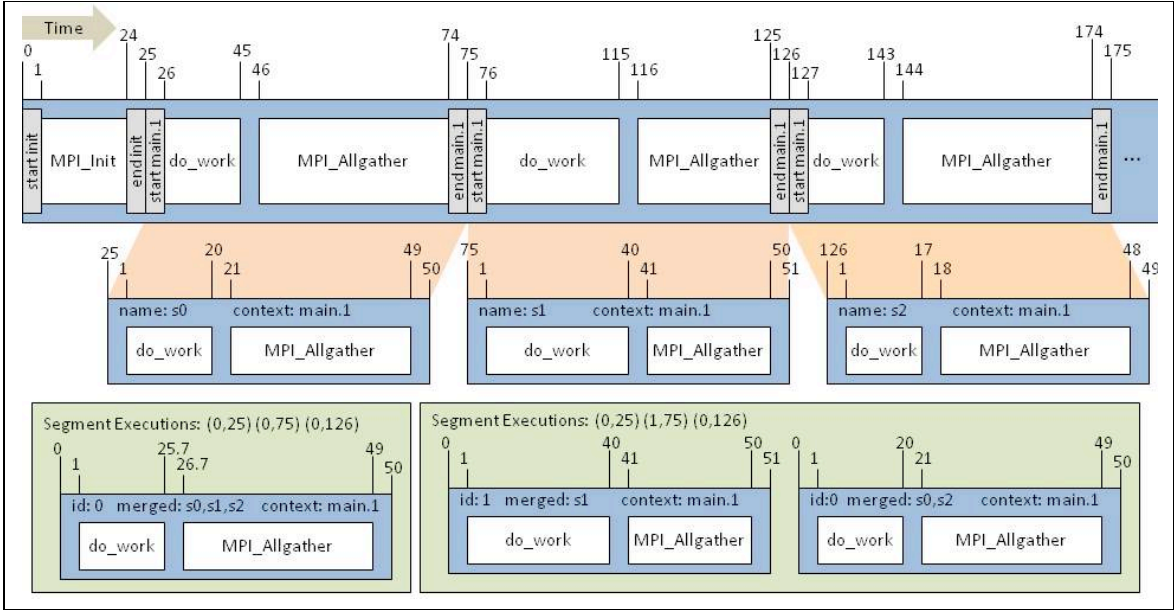 Time
0 24 45 74 115 125 143 174
1 25 46 75 116 126 144 175
26 76 127
start init MPI_Init end init start main.1 do_work MPI_Allgather end main.1 start main.1 do_work MPI_Allgather end main.1 start main.1 do_work MPI_Allgather end main.1 ...
25 20 49 75 40 50 126 17 48
1 21 50 1 41 51 1 18 49
name: s0 context: main.1 name: s1 context: main.1 name: s2 context: main.1
do_work MPI_Allgather do_work MPI_Allgather do_work MPI_Allgather
Segment Executions: (0,25) (0,75) (0,126)
0 25.7 49
1 26.7 50
id: 0 merged: s0,s1,s2 context: main.1
do_work MPI_Allgather
Segment Executions: (0,25) (1,75) (0,126)
0 40 50 0 20 49
1 41 51 1 21 50
id: 1 merged: s1 context: main.1 id:0 merged: s0,s2 context: main.1
do_work MPI_Allgather do_work MPI_Allgather